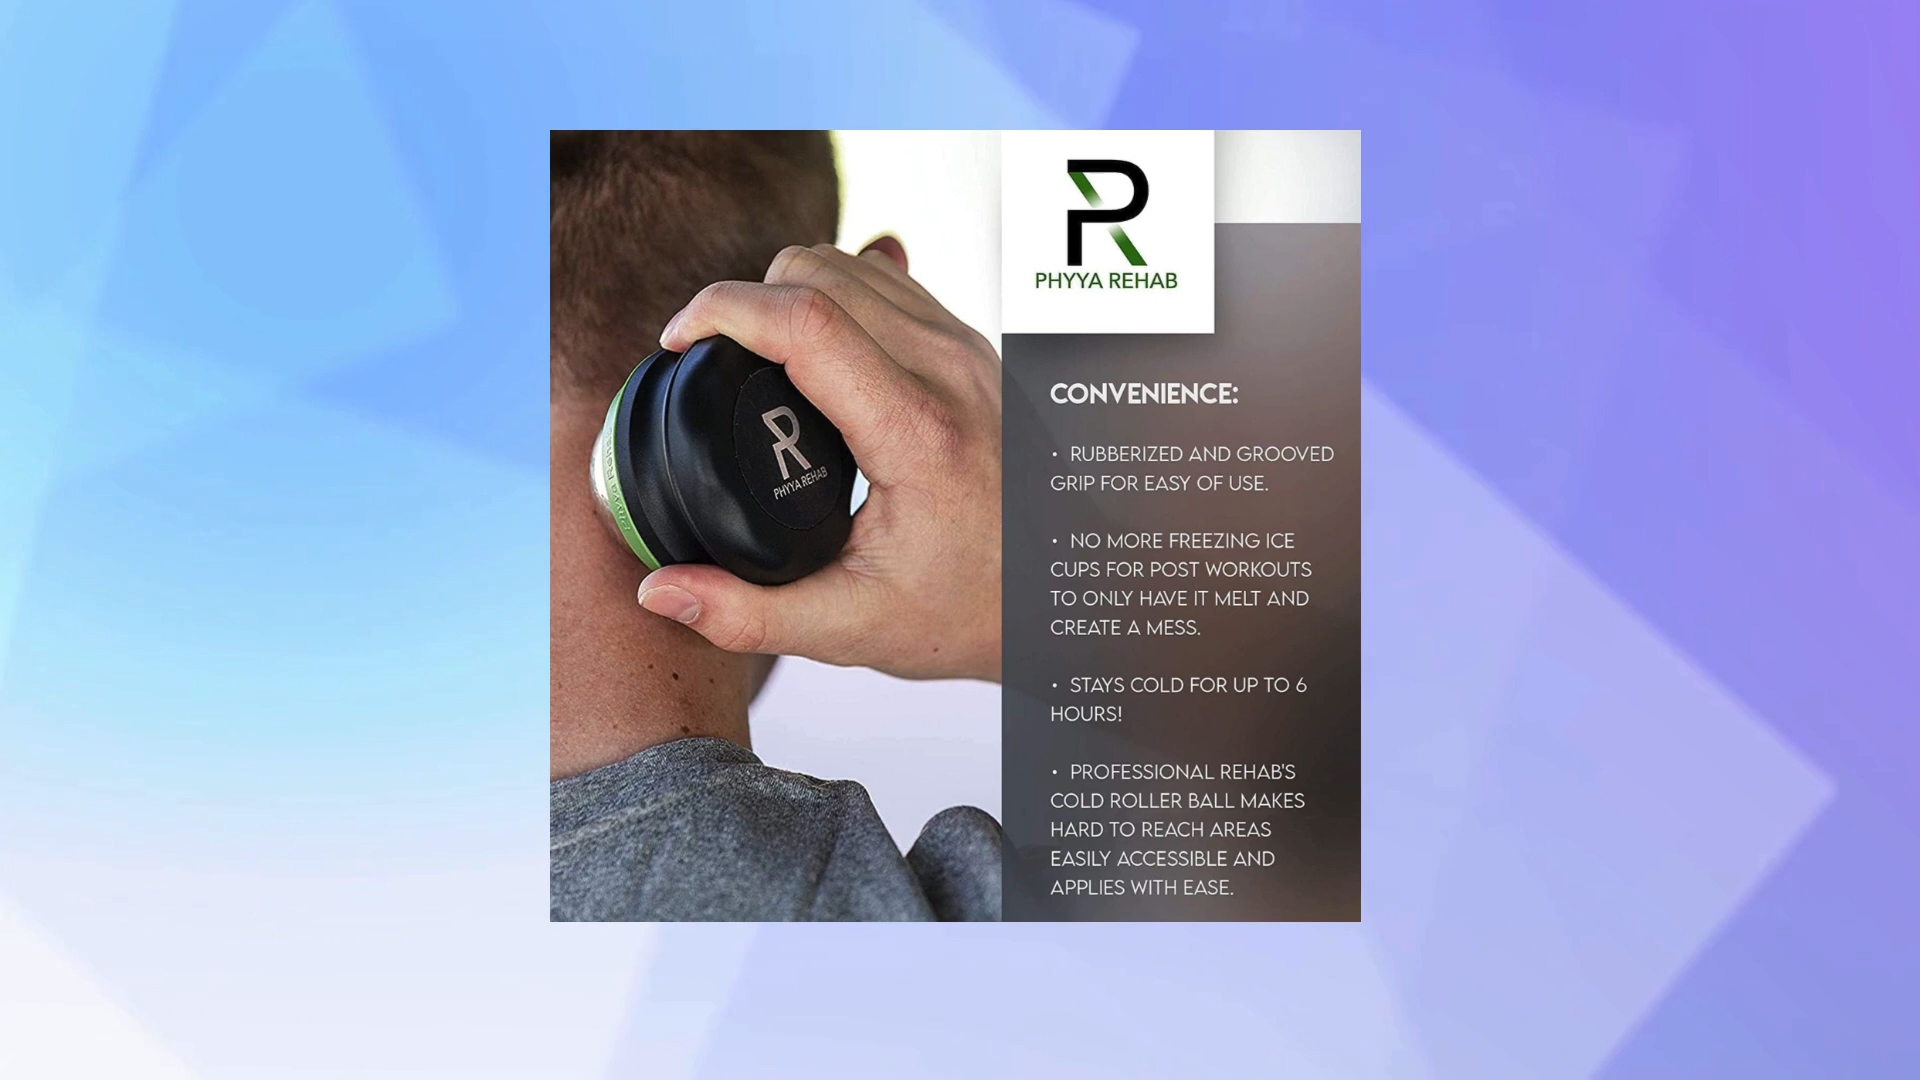 PHYYA REHAB
PHYYA REHAB
Phyya Rehab
CONVENIENCE:
• RUBBERIZED AND GROOVED
GRIP FOR EASY OF USE.
• NO MORE FREEZING ICE
CUPS FOR POST WORKOUTS
TO ONLY HAVE IT MELT AND
CREATE A MESS.
• STAYS COLD FOR UP TO 6
HOURS!
• PROFESSIONAL REHAB'S
COLD ROLLER BALL MAKES
HARD TO REACH AREAS
EASILY ACCESSIBLE AND
APPLIES WITH EASE.